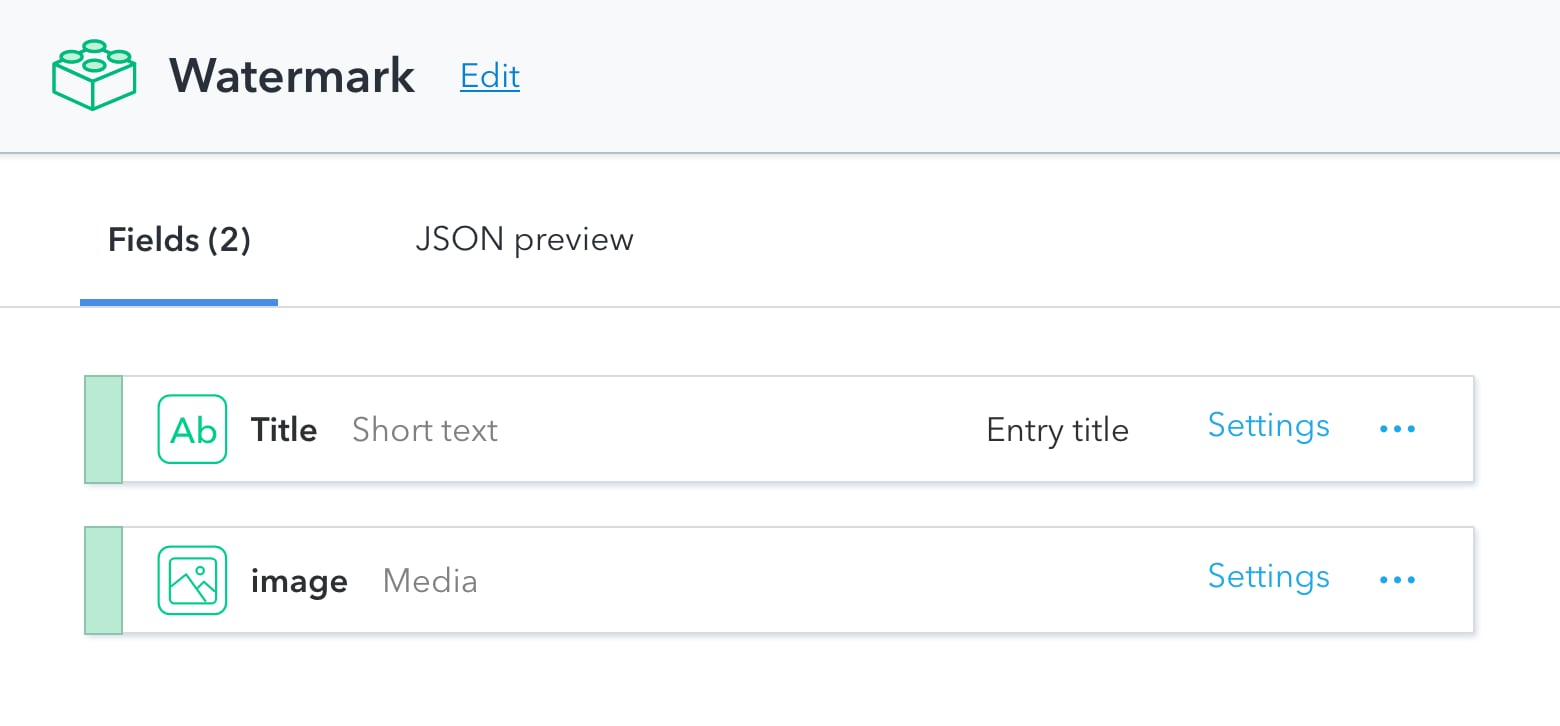 Watermark Edit
Fields (2) JSON preview
Ab Title Short text Entry title Settings ...
image Media Settings ...